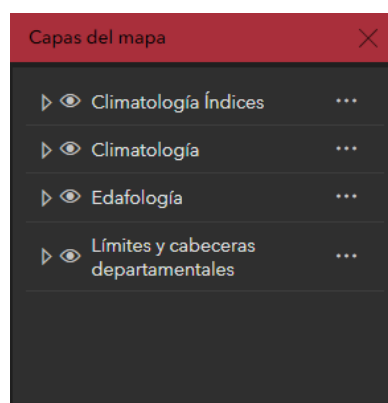 Capas del mapa
Climatología Índices
Climatología
Edafología
Límites y cabeceras
departamentales